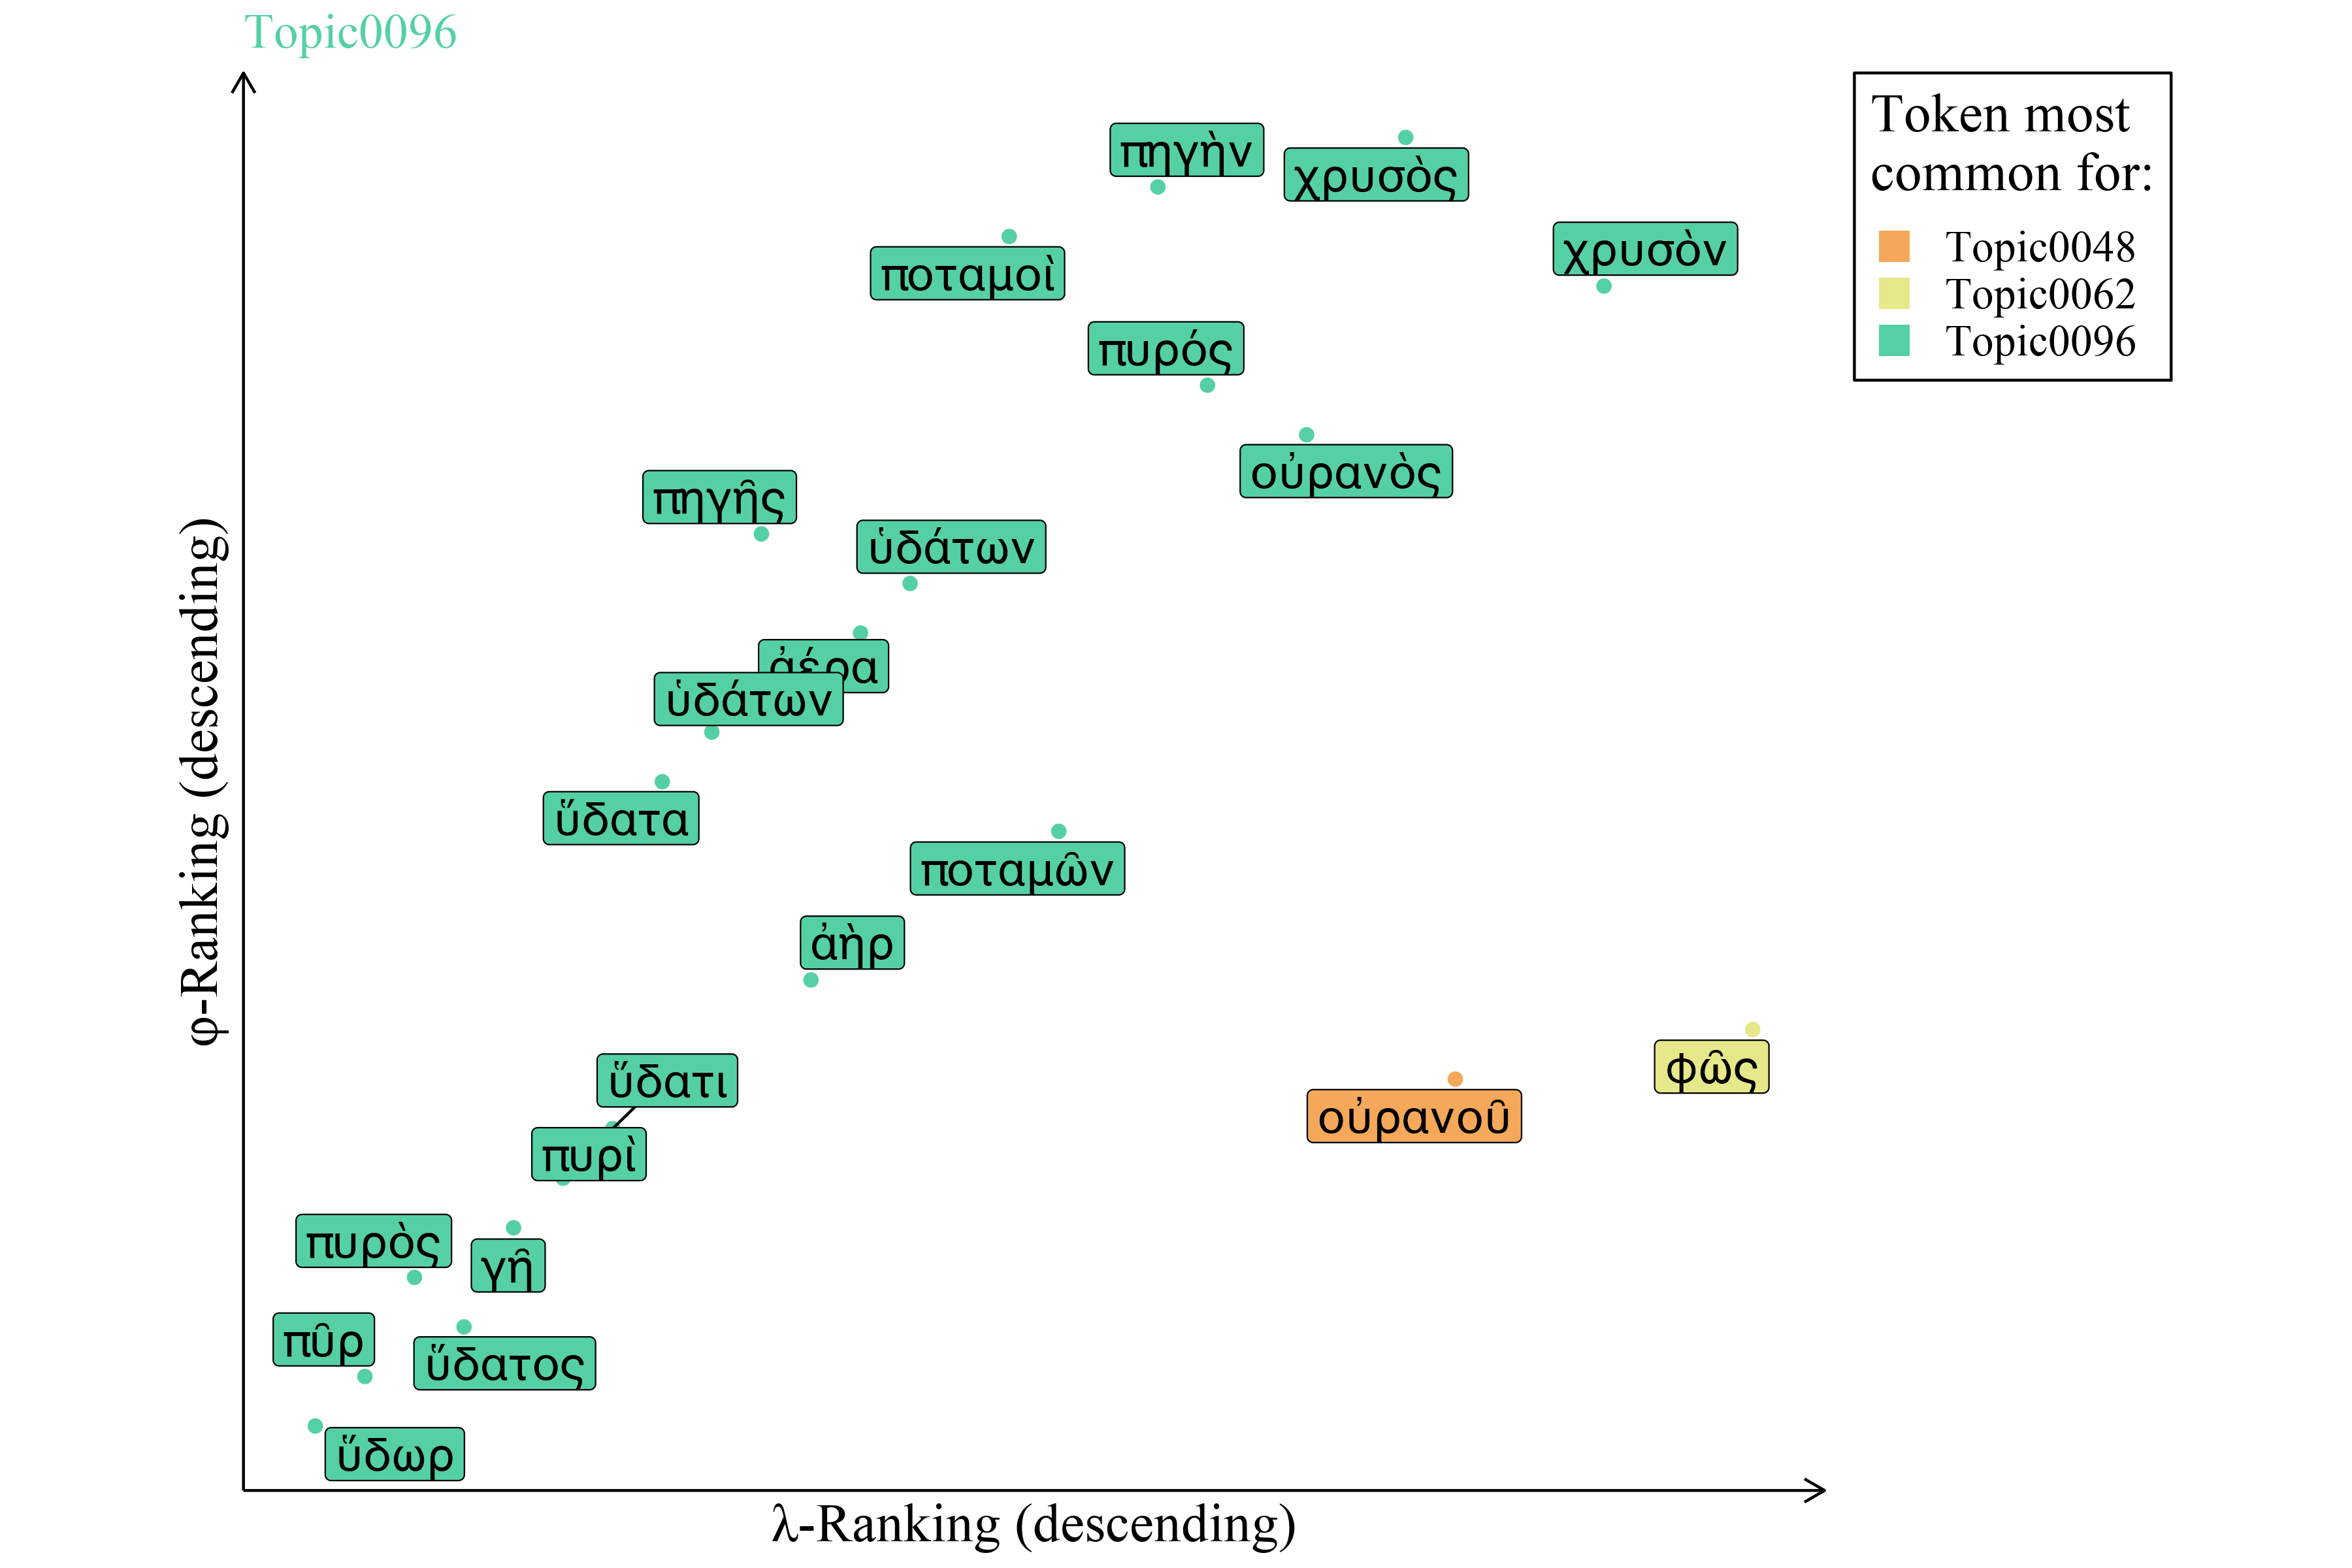 Topic0096
πηγὴν
χρυσὸς
χρυσὸν
ποταμοὶ
πυρός
οὐρανὸς
πηγῆς
ὑδάτων
ἀέρα
ὑδάτων
ὕδατα
ποταμῶν
ἀὴρ
φῶς
ὕδατι
οὐρανοῦ
πυρὶ
πυρὸς
γῆ
πῦρ
ὕδατος
ὕδωρ
φ-Ranking (descending)
λ-Ranking (descending)
Token most
common for:
Topic0048
Topic0062
Topic0096